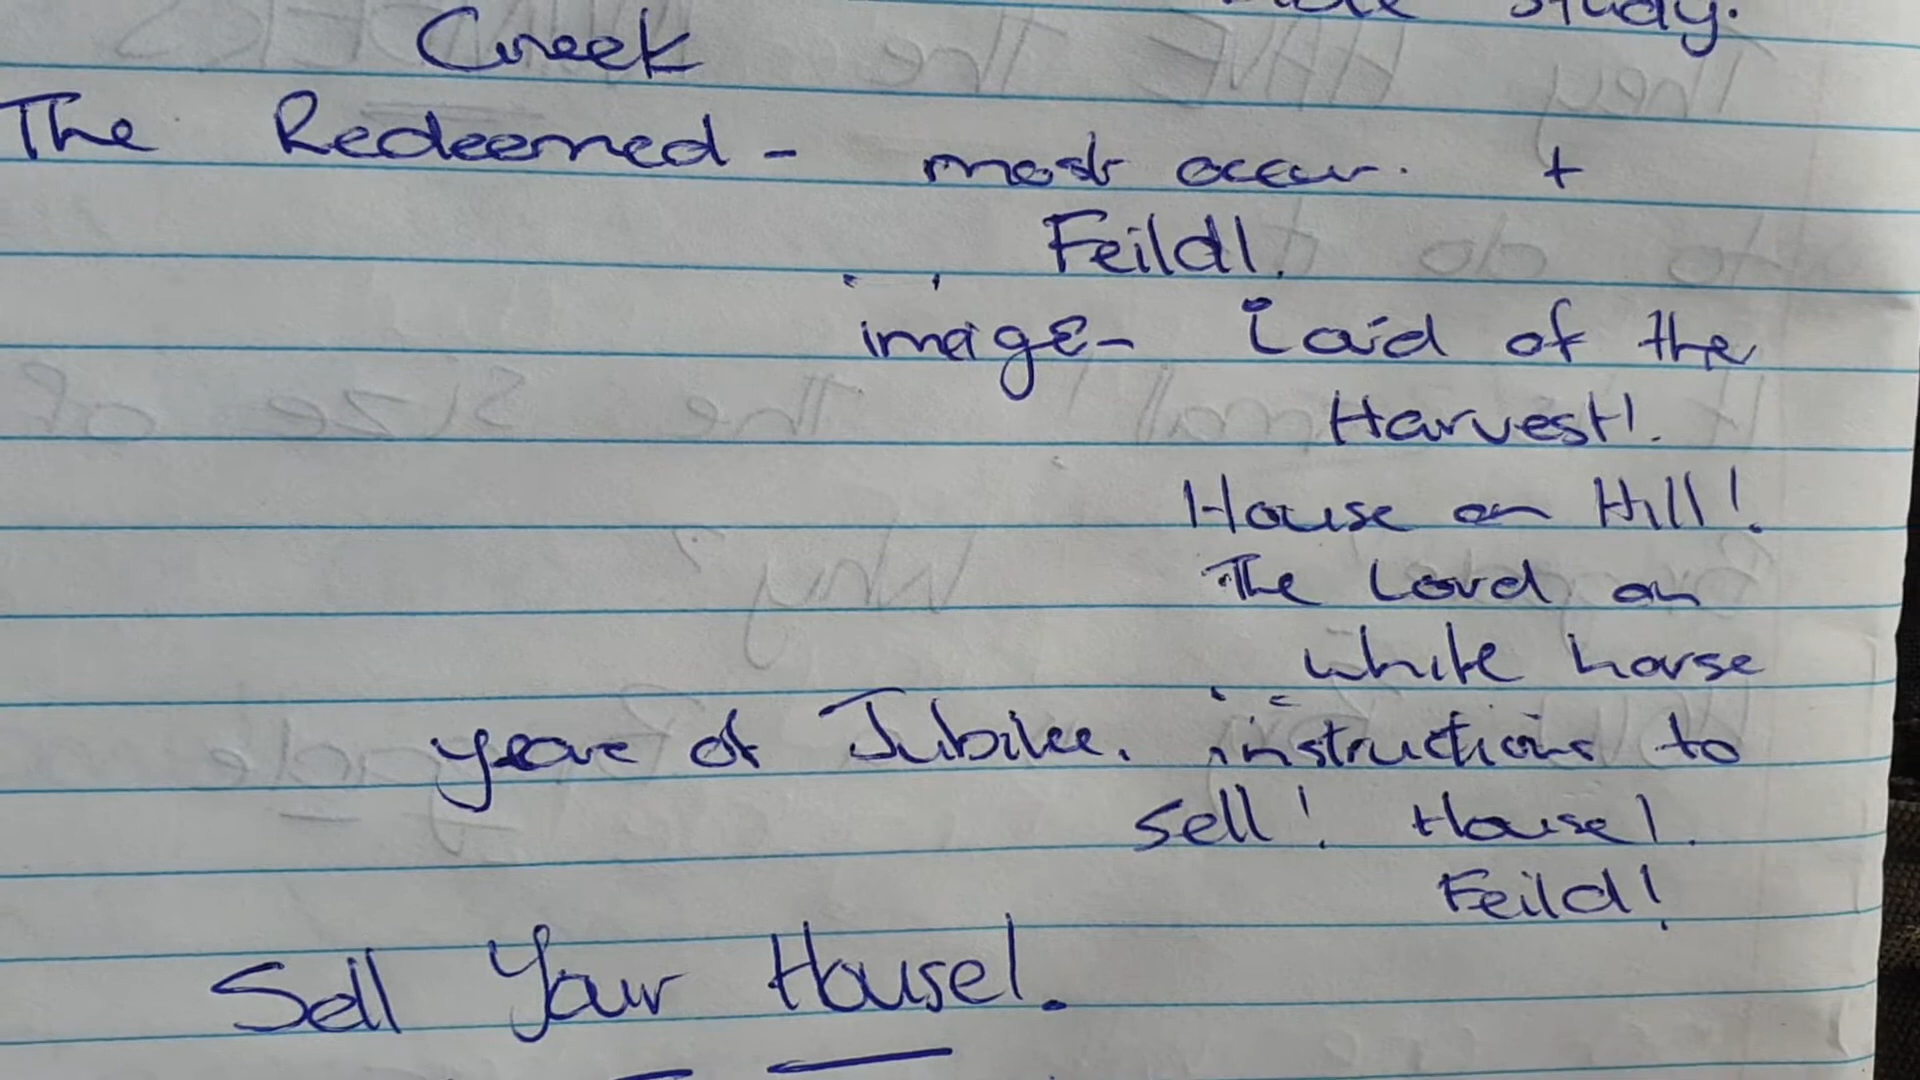 study.
Creek
The Redeemed - most occur. +
Feild!.
image- Laid of the
Harvest!.
House on Hill!.
The Lord on
white horse
year of Jubilee. instructions to
sell! House!.
Feild!
Sell Your House!.